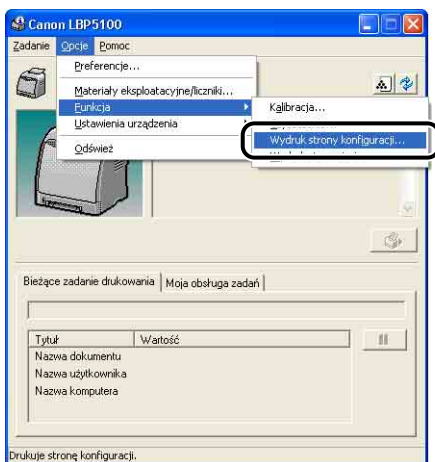 Canon LBP5100
Zadanie Opcje Pomoc
Preferencje...
Materiały eksploatacyjne/liczniki...
Funkcja
Ustawienia urządzenia
Odśwież
Kalibracja...
Wydruk strony konfiguracji...
Bieżące zadanie drukowania Moja obsługa zadań
Tytuł Wartość
Nazwa dokumentu
Nazwa użytkownika
Nazwa komputera
Drukuje stronę konfiguracji.